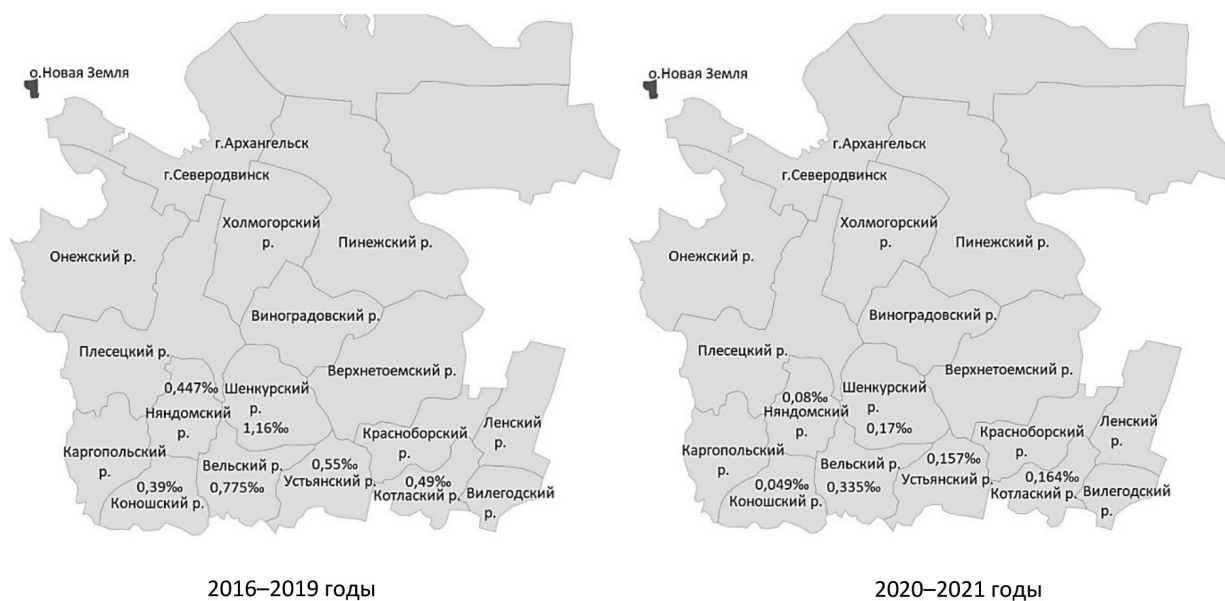 о.Новая Земля
г.Архангельск
г.Северодвинск
Холмогорский
р.
Пинежский р.
Онежский р.
Виноградовский р.
Плесецкий р.
Верхнетоемский р.
0,447‰
Шенкурский
р.
1,16‰
Няндомский
р.
Красноборский
р.
Ленский
р.
Каргопольский
р.
Вельский р.
0,775‰
0,55‰
Устьянский р.
0,39‰
Коношский р.
0,49‰
Котлаский р.
Вилегодский
р.
2016–2019 годы
о.Новая Земля
г.Архангельск
г.Северодвинск
Холмогорский
р.
Пинежский р.
Онежский р.
Виноградовский р.
Плесецкий р.
Верхнетоемский р.
0,08‰
Шенкурский
р.
0,17‰
Няндомский
р.
Красноборский
р.
Ленский
р.
Каргопольский
р.
Вельский р.
0,335‰
0,157‰
Устьянский р.
0,049‰
Коношский р.
0,164‰
Котлаский р.
Вилегодский
р.
2020–2021 годы